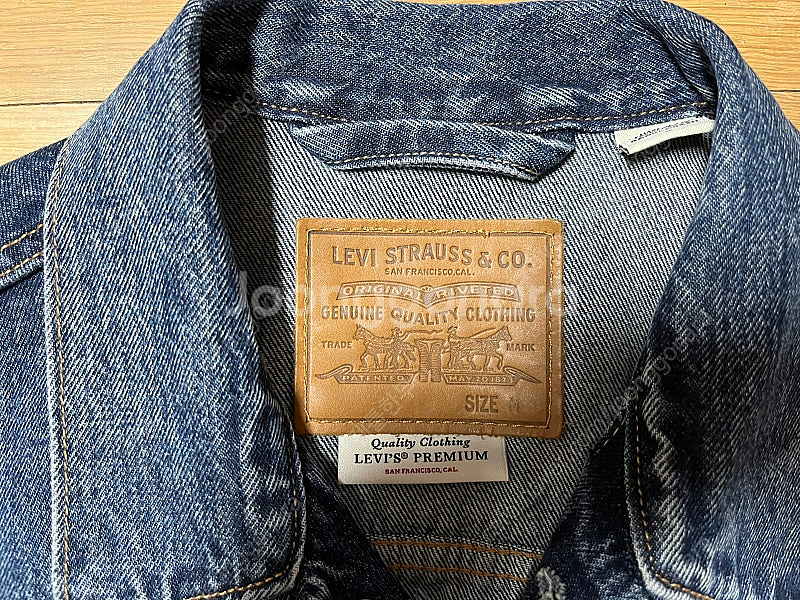 LEVI STRAUSS & CO.
SAN FRANCISCO, CAL.
ORIGINAL RIVETED
GENUINE QUALITY CLOTHING
TRADE MARK
PATENTED MAY 20 1873
SIZE M
Quality Clothing
LEVI'S® PREMIUM
SAN FRANCISCO, CAL.